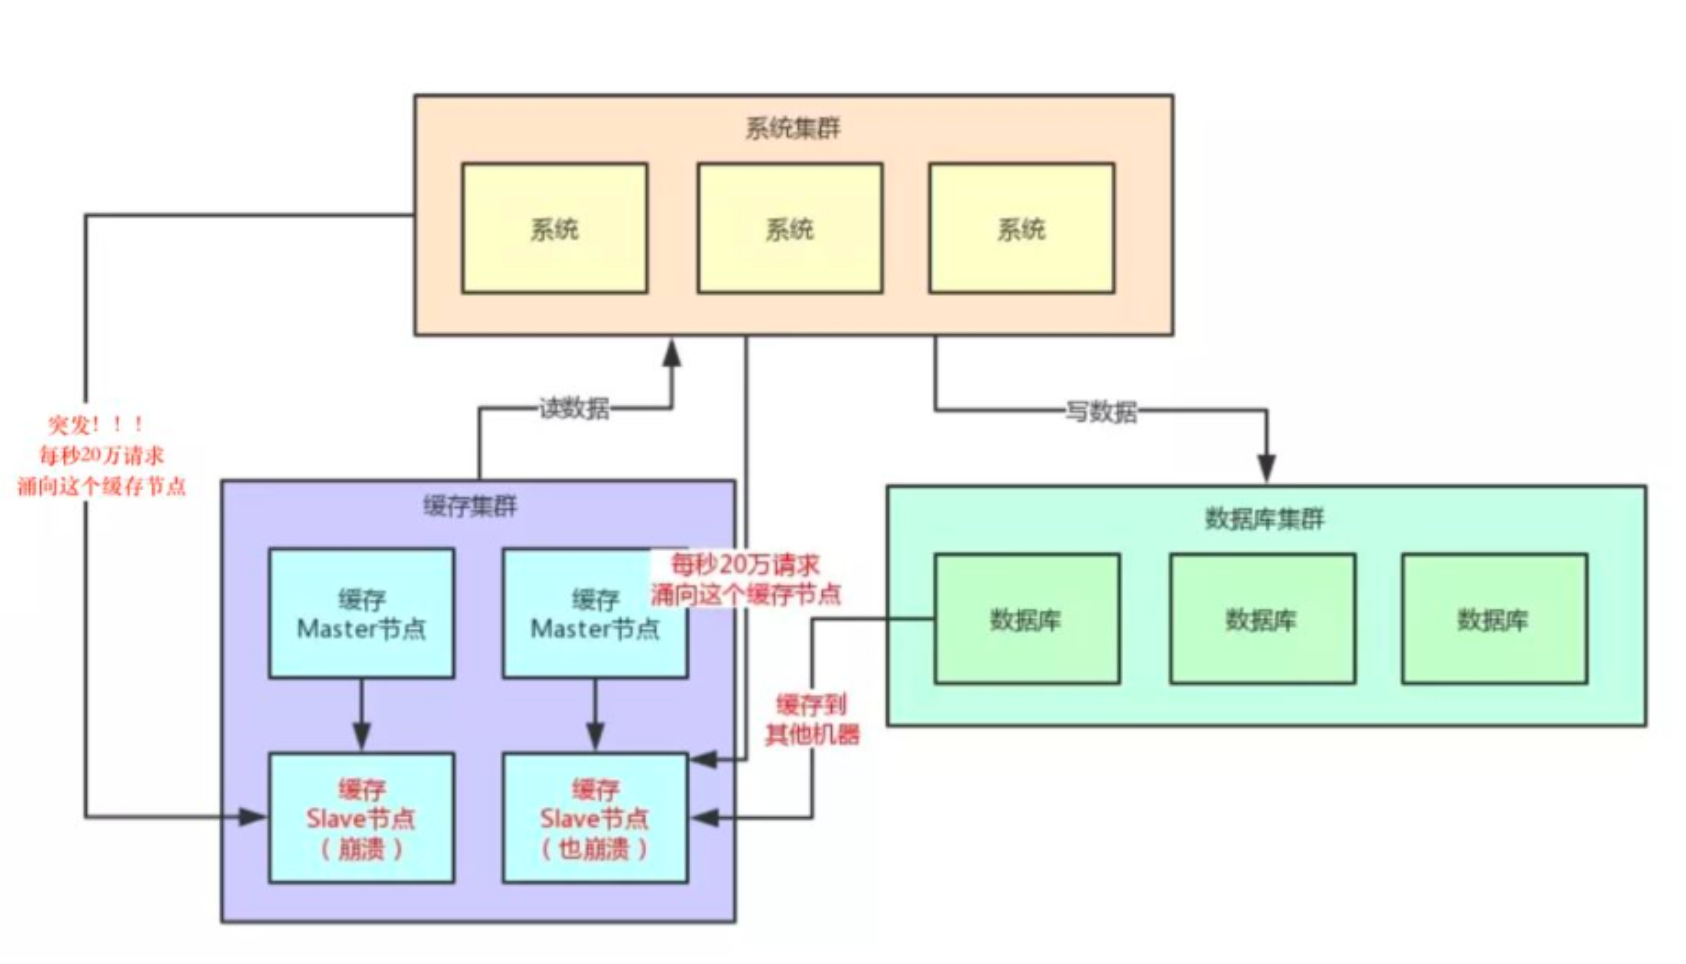 系统集群
系统
系统
系统
读数据
写数据
突发！！！
每秒20万请求
涌向这个缓存节点
缓存集群
缓存
Master节点
缓存
Master节点
每秒20万请求
涌向这个缓存节点
缓存
Slave节点
（崩溃）
缓存
Slave节点
（也崩溃）
缓存到
其他机器
数据库集群
数据库
数据库
数据库